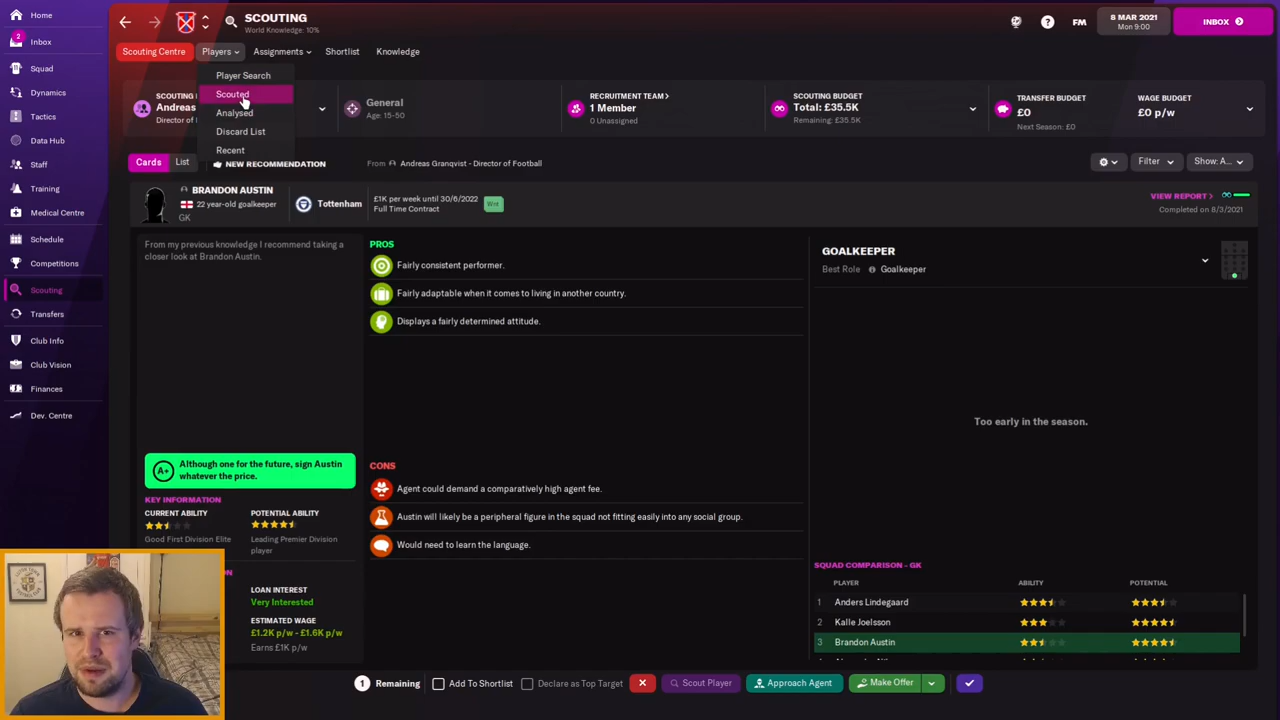 Home
SCOUTING
World Knowledge: 10%
FM
8 MAR 2021
Mon 9:00
INBOX
2
Inbox
Scouting Centre
Players
Assignments
Shortlist
Knowledge
Squad
Dynamics
Tactics
Data Hub
Staff
Training
Medical Centre
Schedule
Competitions
Scouting
Transfers
Club Info
Club Vision
Finances
Dev. Centre
Player Search
Scouted
Analysed
Discard List
Recent
SCOUTING
Andreas
Director of
General
Age: 15-50
RECRUITMENT TEAM
1 Member
0 Unassigned
SCOUTING BUDGET
Total: £35.5K
Remaining: £35.5K
TRANSFER BUDGET
£0
Next Season: £0
WAGE BUDGET
£0 p/w
Cards
List
NEW RECOMMENDATION
From Andreas Granqvist - Director of Football
Filter
Show: A...
BRANDON AUSTIN
22 year-old goalkeeper
GK
Tottenham
£1K per week until 30/6/2022
Full Time Contract
Wnt
VIEW REPORT
Completed on 8/3/2021
From my previous knowledge I recommend taking a
closer look at Brandon Austin.
A+
Although one for the future, sign Austin
whatever the price.
KEY INFORMATION
CURRENT ABILITY
Good First Division Elite
POTENTIAL ABILITY
Leading Premier Division
player
LOAN INTEREST
Very Interested
ESTIMATED WAGE
£1.2K p/w - £1.6K p/w
Earns £1K p/w
PROS
Fairly consistent performer.
Fairly adaptable when it comes to living in another country.
Displays a fairly determined attitude.
CONS
Agent could demand a comparatively high agent fee.
Austin will likely be a peripheral figure in the squad not fitting easily into any social group.
Would need to learn the language.
GOALKEEPER
Best Role Goalkeeper
Too early in the season.
SQUAD COMPARISON - GK
PLAYER ABILITY POTENTIAL
1 Anders Lindegaard
2 Kalle Joelsson
3 Brandon Austin
1 Remaining
Add To Shortlist
Declare as Top Target
Scout Player
Approach Agent
Make Offer